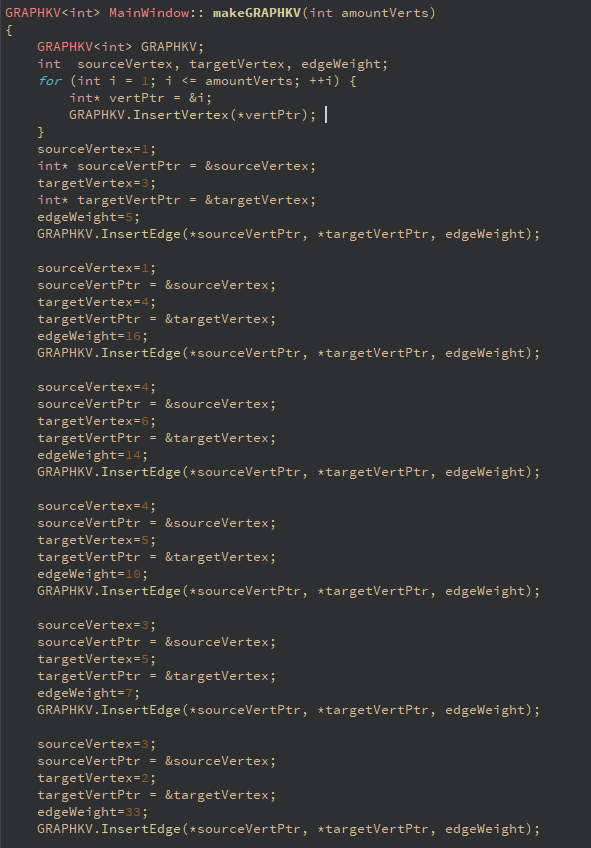 GRAPHKV<int> MainWindow:: makeGRAPHKV(int amountVerts)
{
    GRAPHKV<int> GRAPHKV;
    int  sourceVertex, targetVertex, edgeWeight;
    for (int i = 1; i <= amountVerts; ++i) {
        int* vertPtr = &i;
        GRAPHKV.InsertVertex(*vertPtr);
    }
    sourceVertex=1;
    int* sourceVertPtr = &sourceVertex;
    targetVertex=3;
    int* targetVertPtr = &targetVertex;
    edgeWeight=5;
    GRAPHKV.InsertEdge(*sourceVertPtr, *targetVertPtr, edgeWeight);

    sourceVertex=1;
    sourceVertPtr = &sourceVertex;
    targetVertex=4;
    targetVertPtr = &targetVertex;
    edgeWeight=16;
    GRAPHKV.InsertEdge(*sourceVertPtr, *targetVertPtr, edgeWeight);

    sourceVertex=4;
    sourceVertPtr = &sourceVertex;
    targetVertex=6;
    targetVertPtr = &targetVertex;
    edgeWeight=14;
    GRAPHKV.InsertEdge(*sourceVertPtr, *targetVertPtr, edgeWeight);

    sourceVertex=4;
    sourceVertPtr = &sourceVertex;
    targetVertex=5;
    targetVertPtr = &targetVertex;
    edgeWeight=10;
    GRAPHKV.InsertEdge(*sourceVertPtr, *targetVertPtr, edgeWeight);

    sourceVertex=3;
    sourceVertPtr = &sourceVertex;
    targetVertex=5;
    targetVertPtr = &targetVertex;
    edgeWeight=7;
    GRAPHKV.InsertEdge(*sourceVertPtr, *targetVertPtr, edgeWeight);

    sourceVertex=3;
    sourceVertPtr = &sourceVertex;
    targetVertex=2;
    targetVertPtr = &targetVertex;
    edgeWeight=33;
    GRAPHKV.InsertEdge(*sourceVertPtr, *targetVertPtr, edgeWeight);